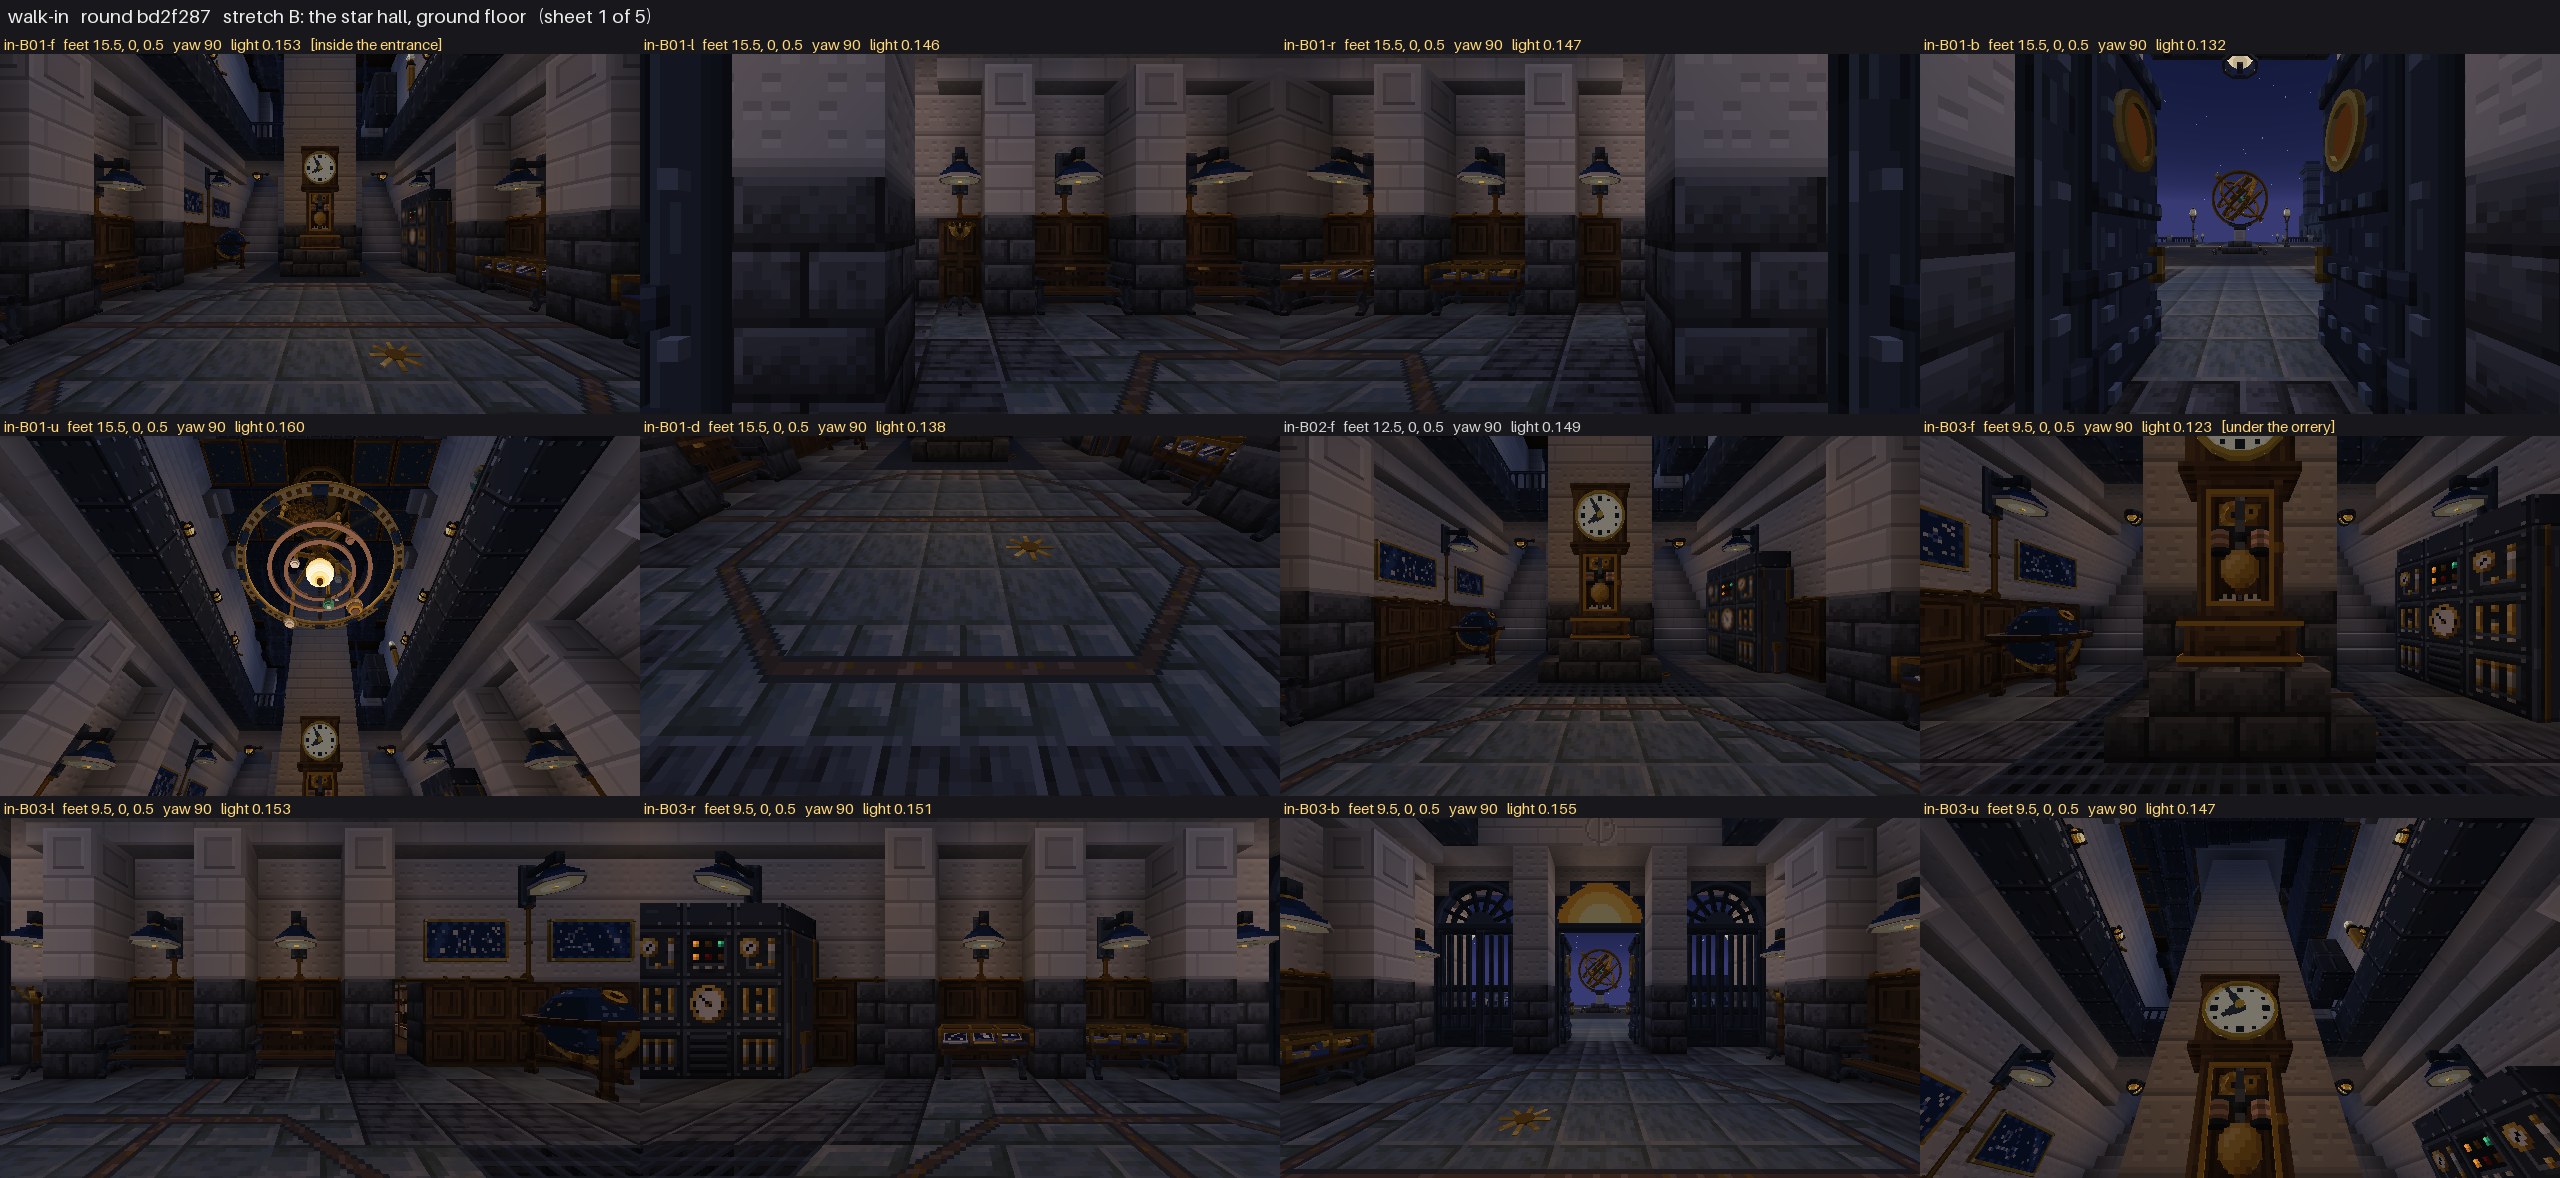 walk-in   round bd2f287   stretch B: the star hall, ground floor   (sheet 1 of 5)
in-B01-f  feet 15.5, 0, 0.5  yaw 90  light 0.153  [inside the entrance]
in-B01-l  feet 15.5, 0, 0.5  yaw 90  light 0.146
in-B01-r  feet 15.5, 0, 0.5  yaw 90  light 0.147
in-B01-b  feet 15.5, 0, 0.5  yaw 90  light 0.132
in-B01-u  feet 15.5, 0, 0.5  yaw 90  light 0.160
in-B01-d  feet 15.5, 0, 0.5  yaw 90  light 0.138
in-B02-f  feet 12.5, 0, 0.5  yaw 90  light 0.149
in-B03-f  feet 9.5, 0, 0.5  yaw 90  light 0.123  [under the orrery]
in-B03-l  feet 9.5, 0, 0.5  yaw 90  light 0.153
in-B03-r  feet 9.5, 0, 0.5  yaw 90  light 0.151
in-B03-b  feet 9.5, 0, 0.5  yaw 90  light 0.155
in-B03-u  feet 9.5, 0, 0.5  yaw 90  light 0.147